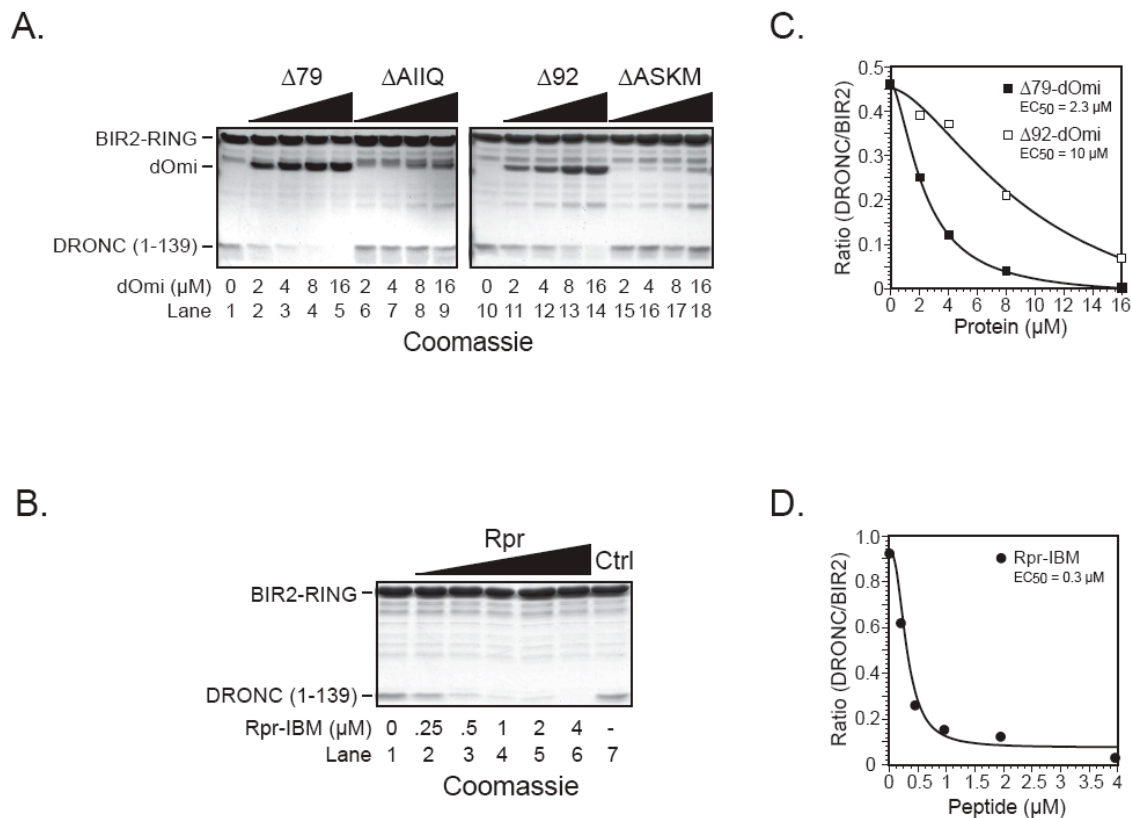 A.
Δ79 ΔAIIQ Δ92 ΔASKM
BIR2-RING
dOmi
DRONC (1-139)
dOmi (µM) 0 2 4 8 16 2 4 8 16 0 2 4 8 16 2 4 8 16
Lane 1 2 3 4 5 6 7 8 9 10 11 12 13 14 15 16 17 18
Coomassie
B.
Rpr Ctrl
BIR2-RING
DRONC (1-139)
Rpr-IBM (µM) 0 .25 .5 1 2 4 -
Lane 1 2 3 4 5 6 7
Coomassie
C.
Ratio (DRONC/BIR2)
0.5
0.4
0.3
0.2
0.1
0
Δ79-dOmi
EC50 = 2.3 µM
Δ92-dOmi
EC50 = 10 µM
0 2 4 6 8 10 12 14 16
Protein (µM)
D.
Ratio (DRONC/BIR2)
1.0
0.8
0.6
0.4
0.2
0
Rpr-IBM
EC50 = 0.3 µM
0 0.5 1 1.5 2 2.5 3 3.5 4
Peptide (µM)